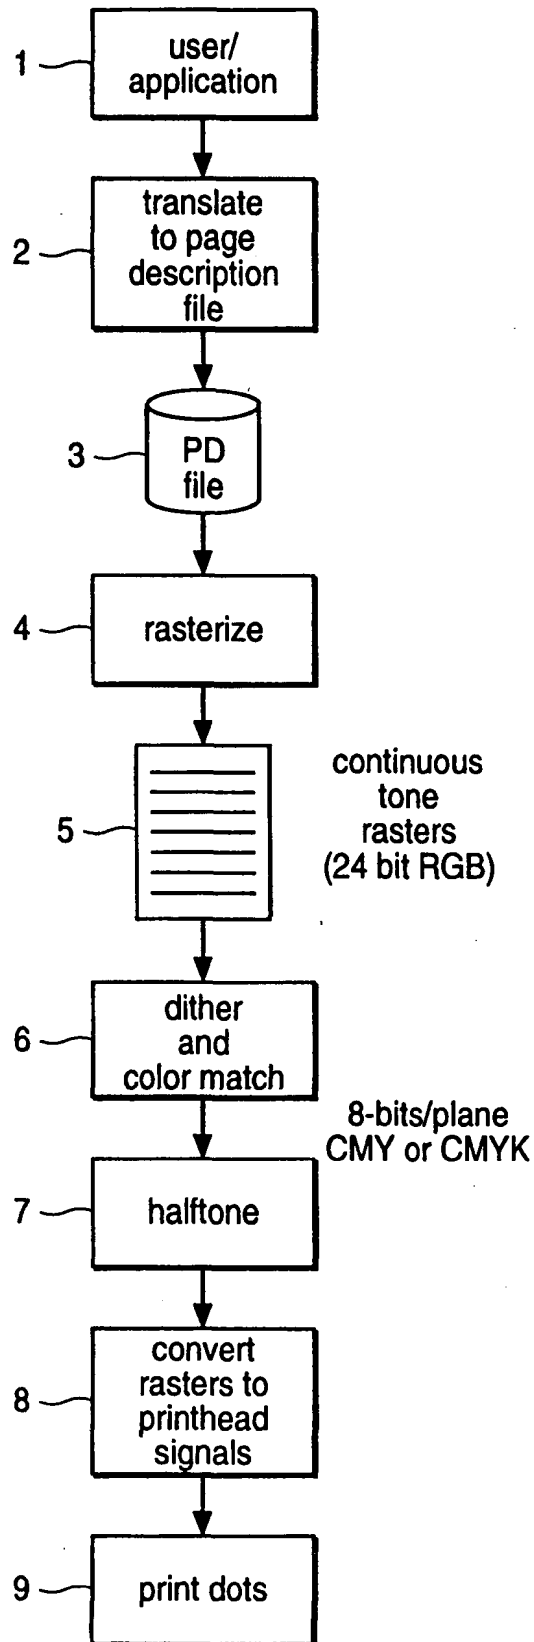 1
user/
application
2
translate
to page
description
file
3
PD
file
4
rasterize
5
continuous
tone
rasters
(24 bit RGB)
6
dither
and
color match
8-bits/plane
CMY or CMYK
7
halftone
8
convert
rasters to
printhead
signals
9
print dots